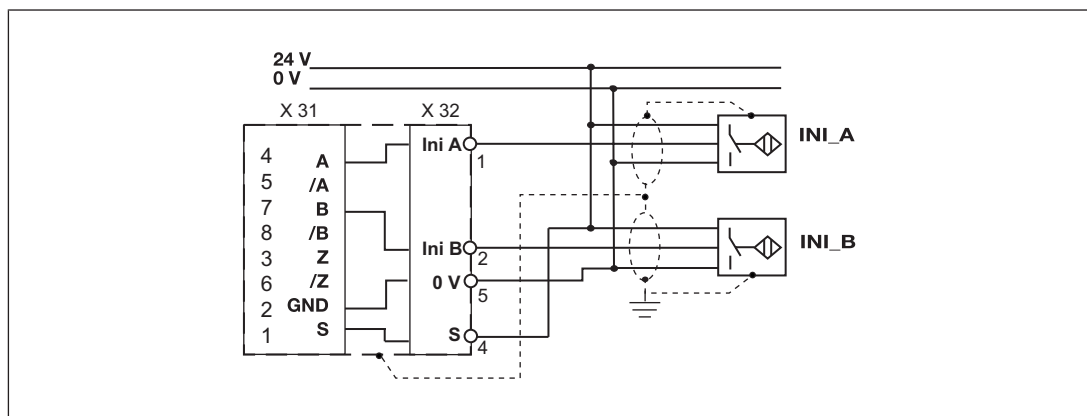 24 V
0 V
X 31 X 32
4 A Ini A 1 INI_A
5 /A
7 B
8 /B Ini B 2 INI_B
3 Z
6 /Z 0 V 5
2 GND
1 S S 4